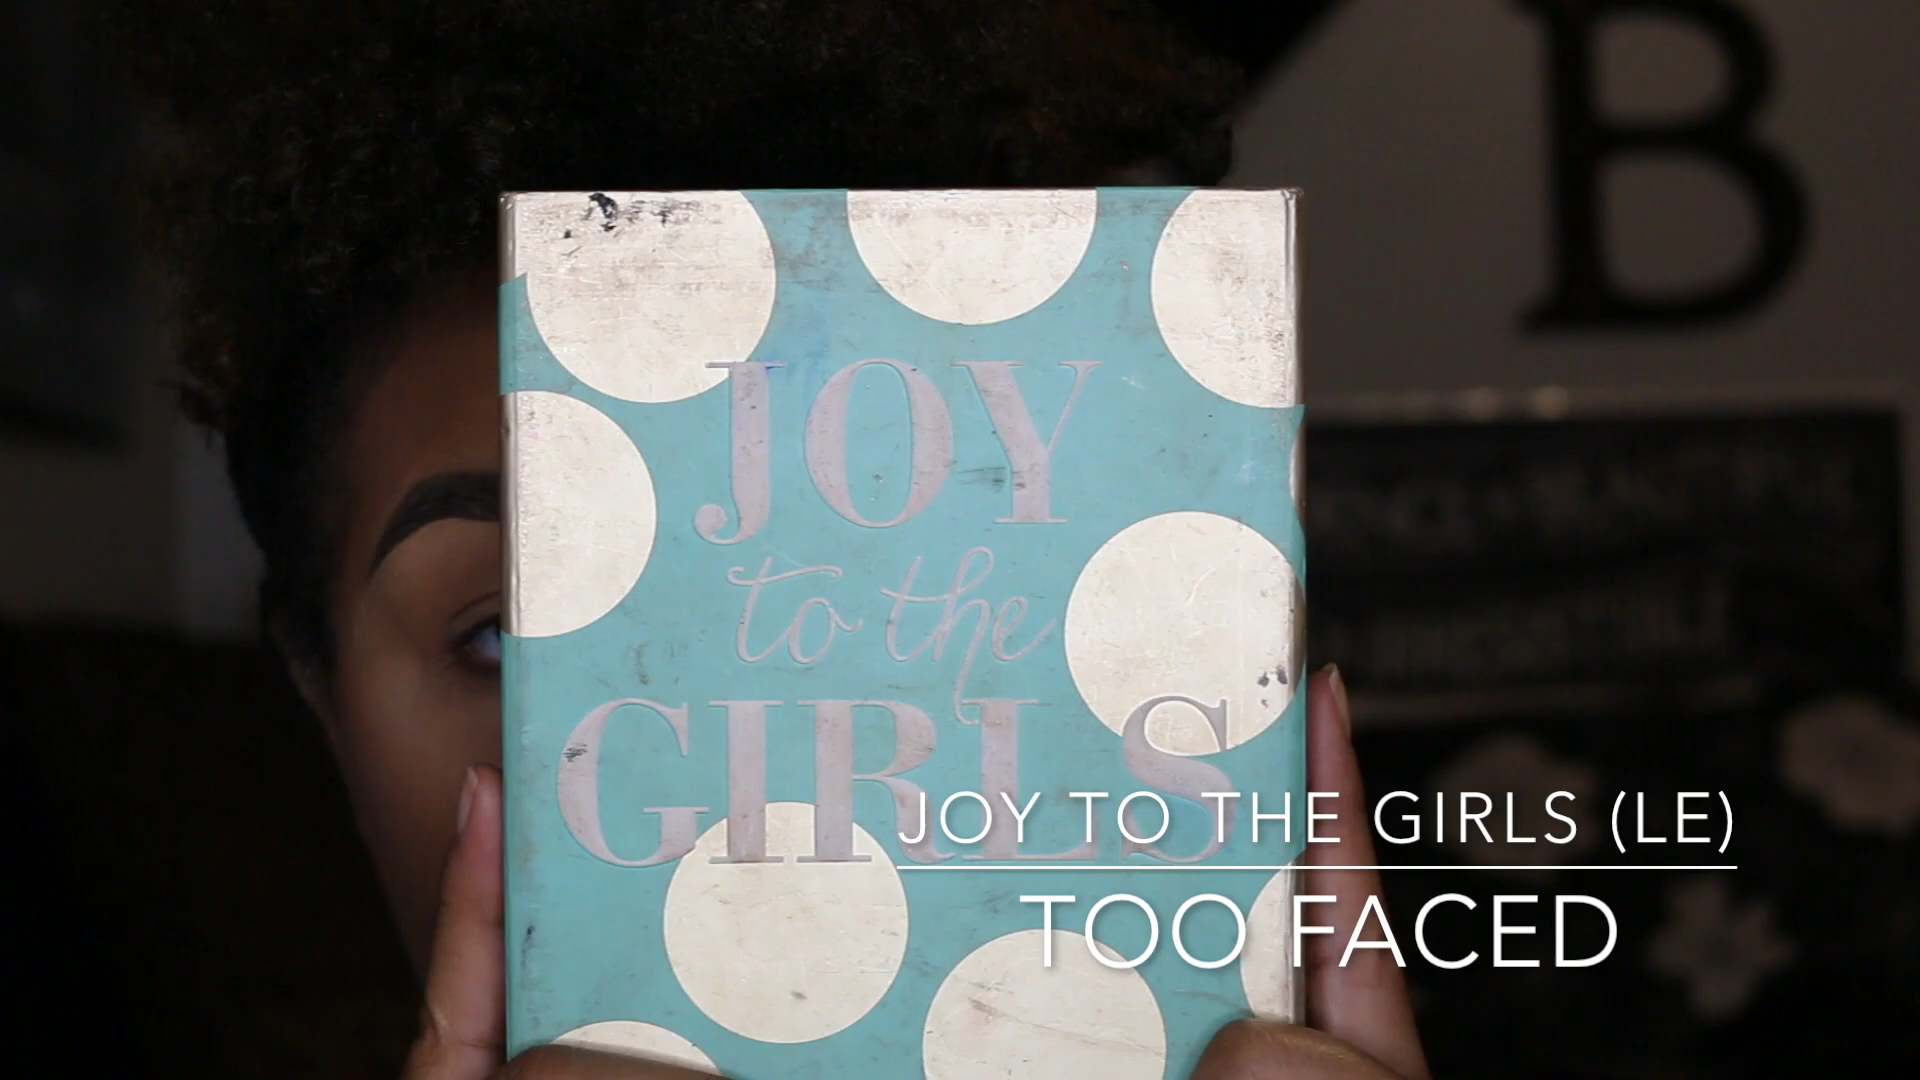 B
JOY
to the
GIRLS
JOY TO THE GIRLS (LE)
TOO FACED